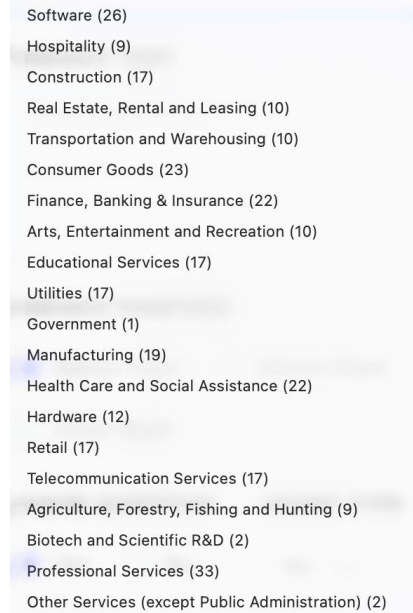 Software (26)
Hospitality (9)
Construction (17)
Real Estate, Rental and Leasing (10)
Transportation and Warehousing (10)
Consumer Goods (23)
Finance, Banking & Insurance (22)
Arts, Entertainment and Recreation (10)
Educational Services (17)
Utilities (17)
Government (1)
Manufacturing (19)
Health Care and Social Assistance (22)
Hardware (12)
Retail (17)
Telecommunication Services (17)
Agriculture, Forestry, Fishing and Hunting (9)
Biotech and Scientific R&D (2)
Professional Services (33)
Other Services (except Public Administration) (2)